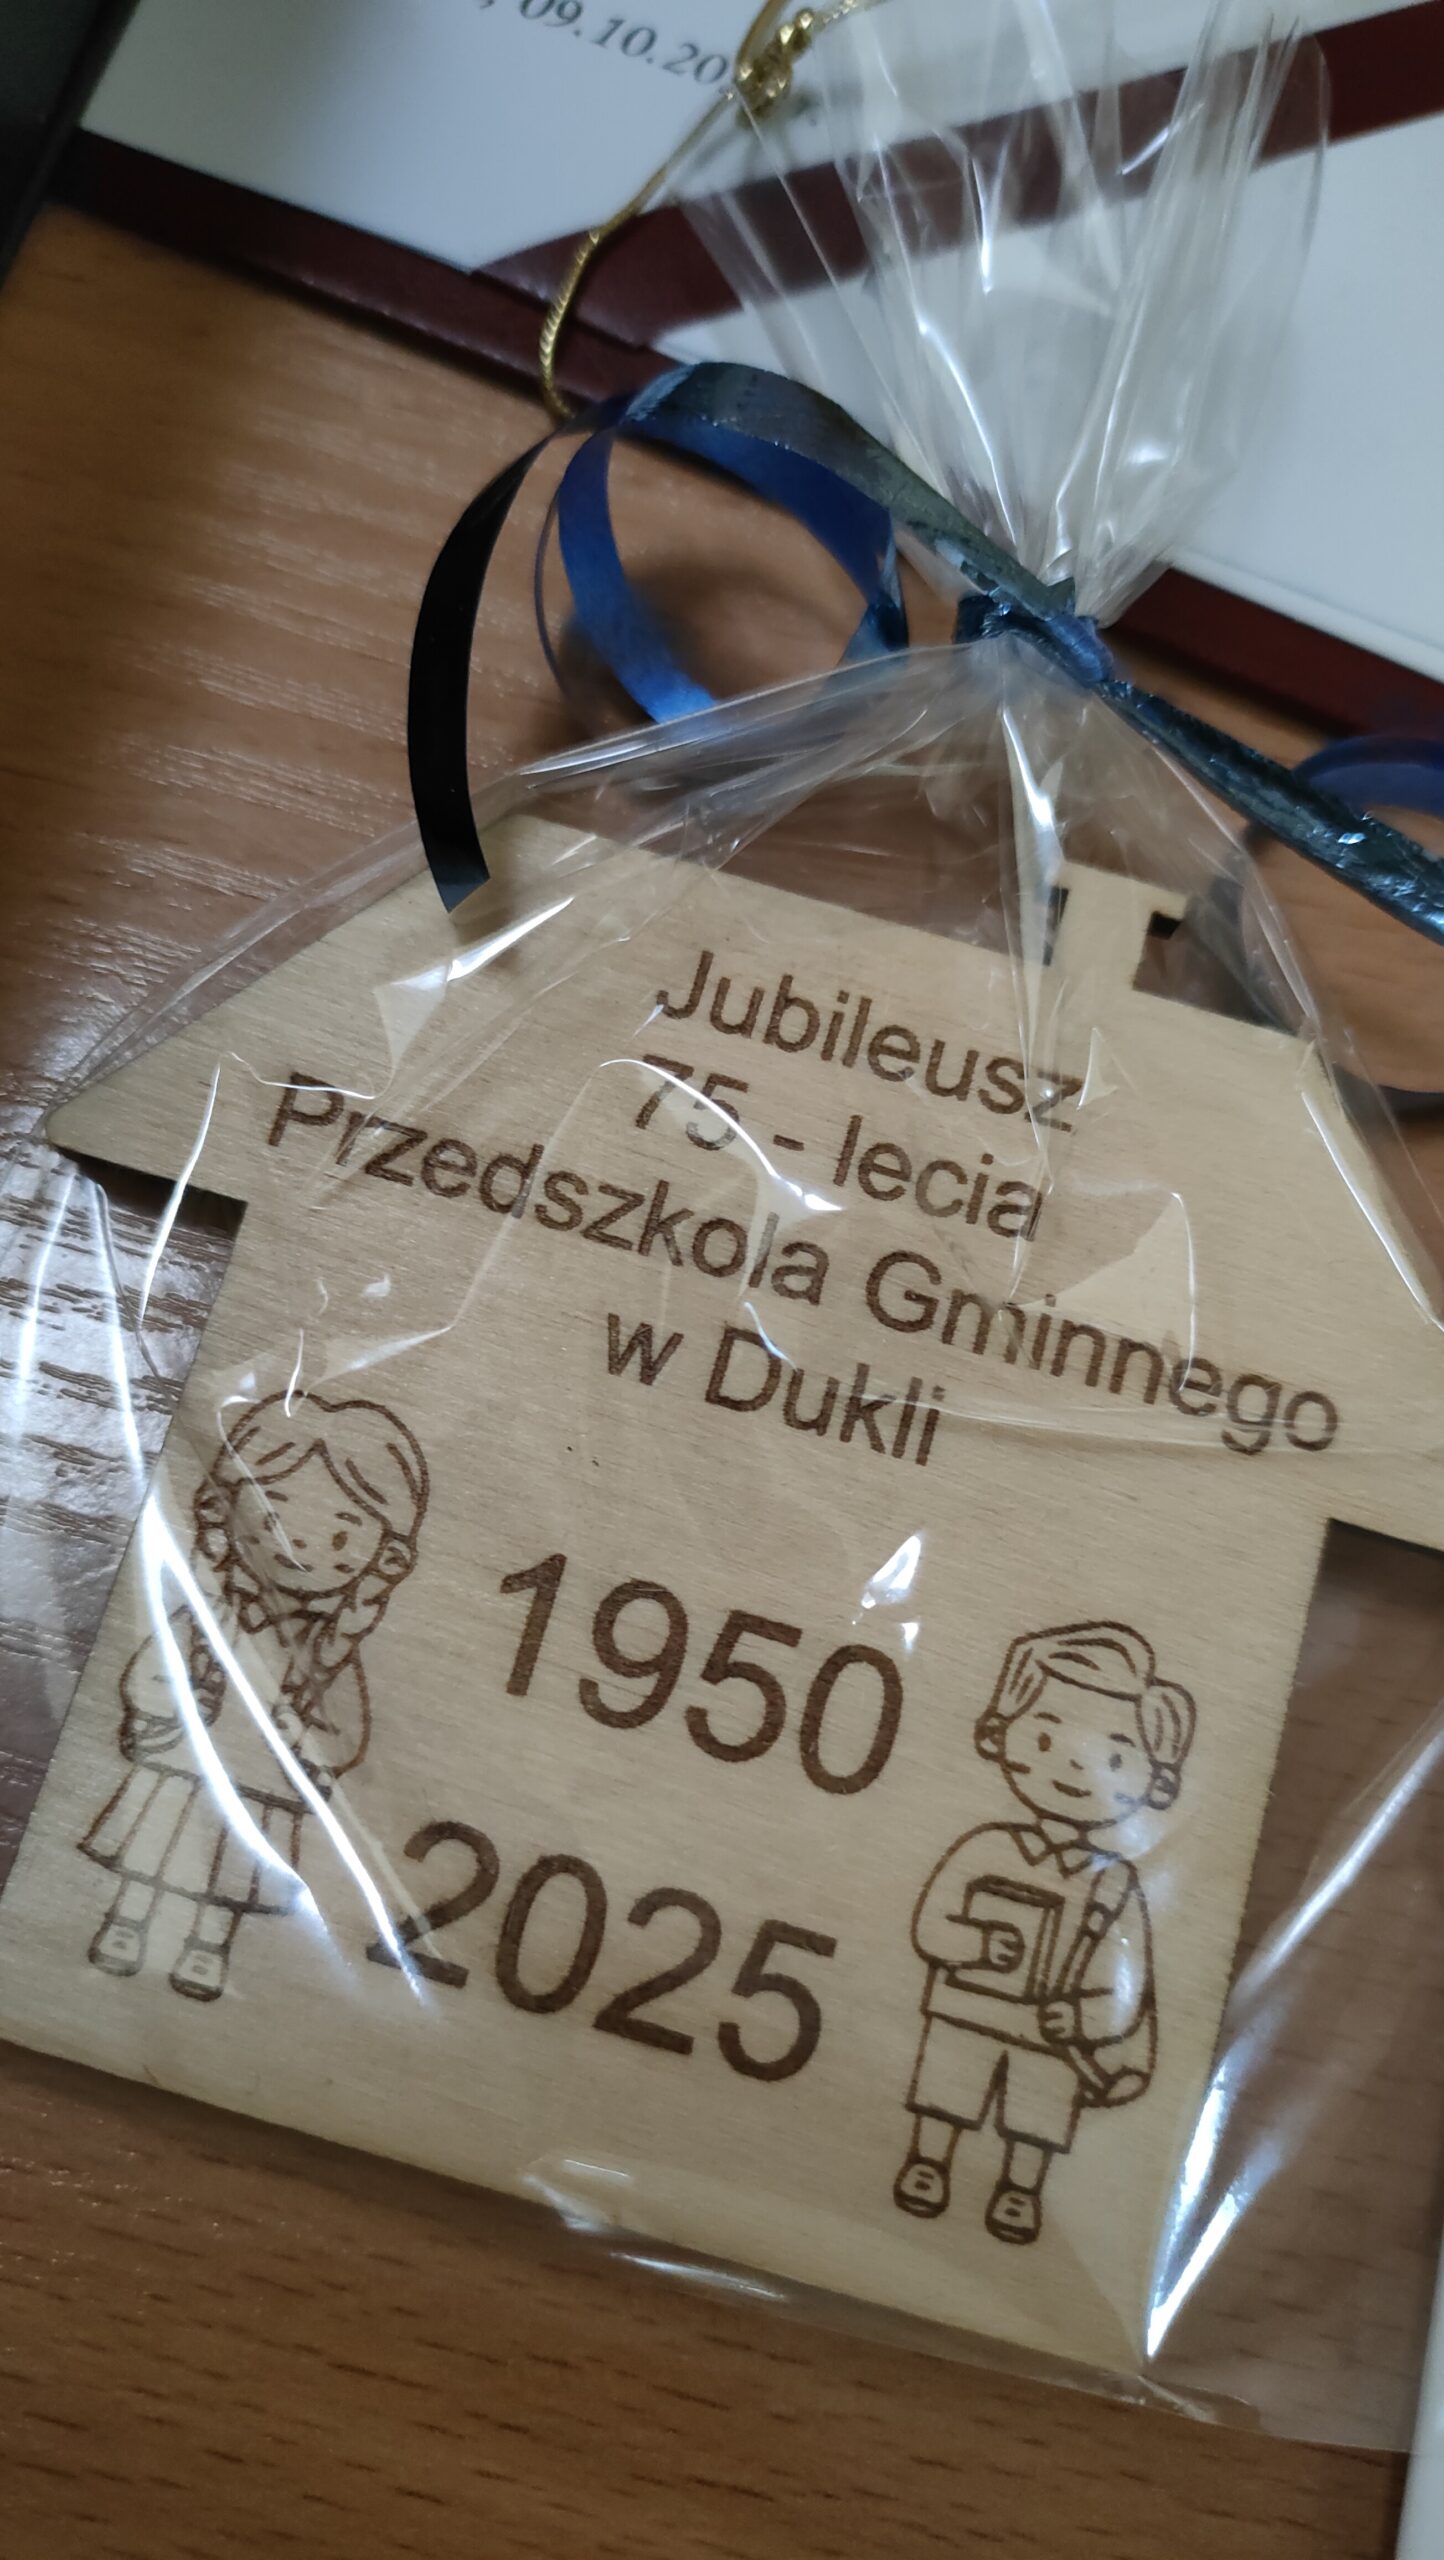 09.10.20
Jubileusz
75 - lecia
Przedszkola Gminnego
w Dukli
1950
2025